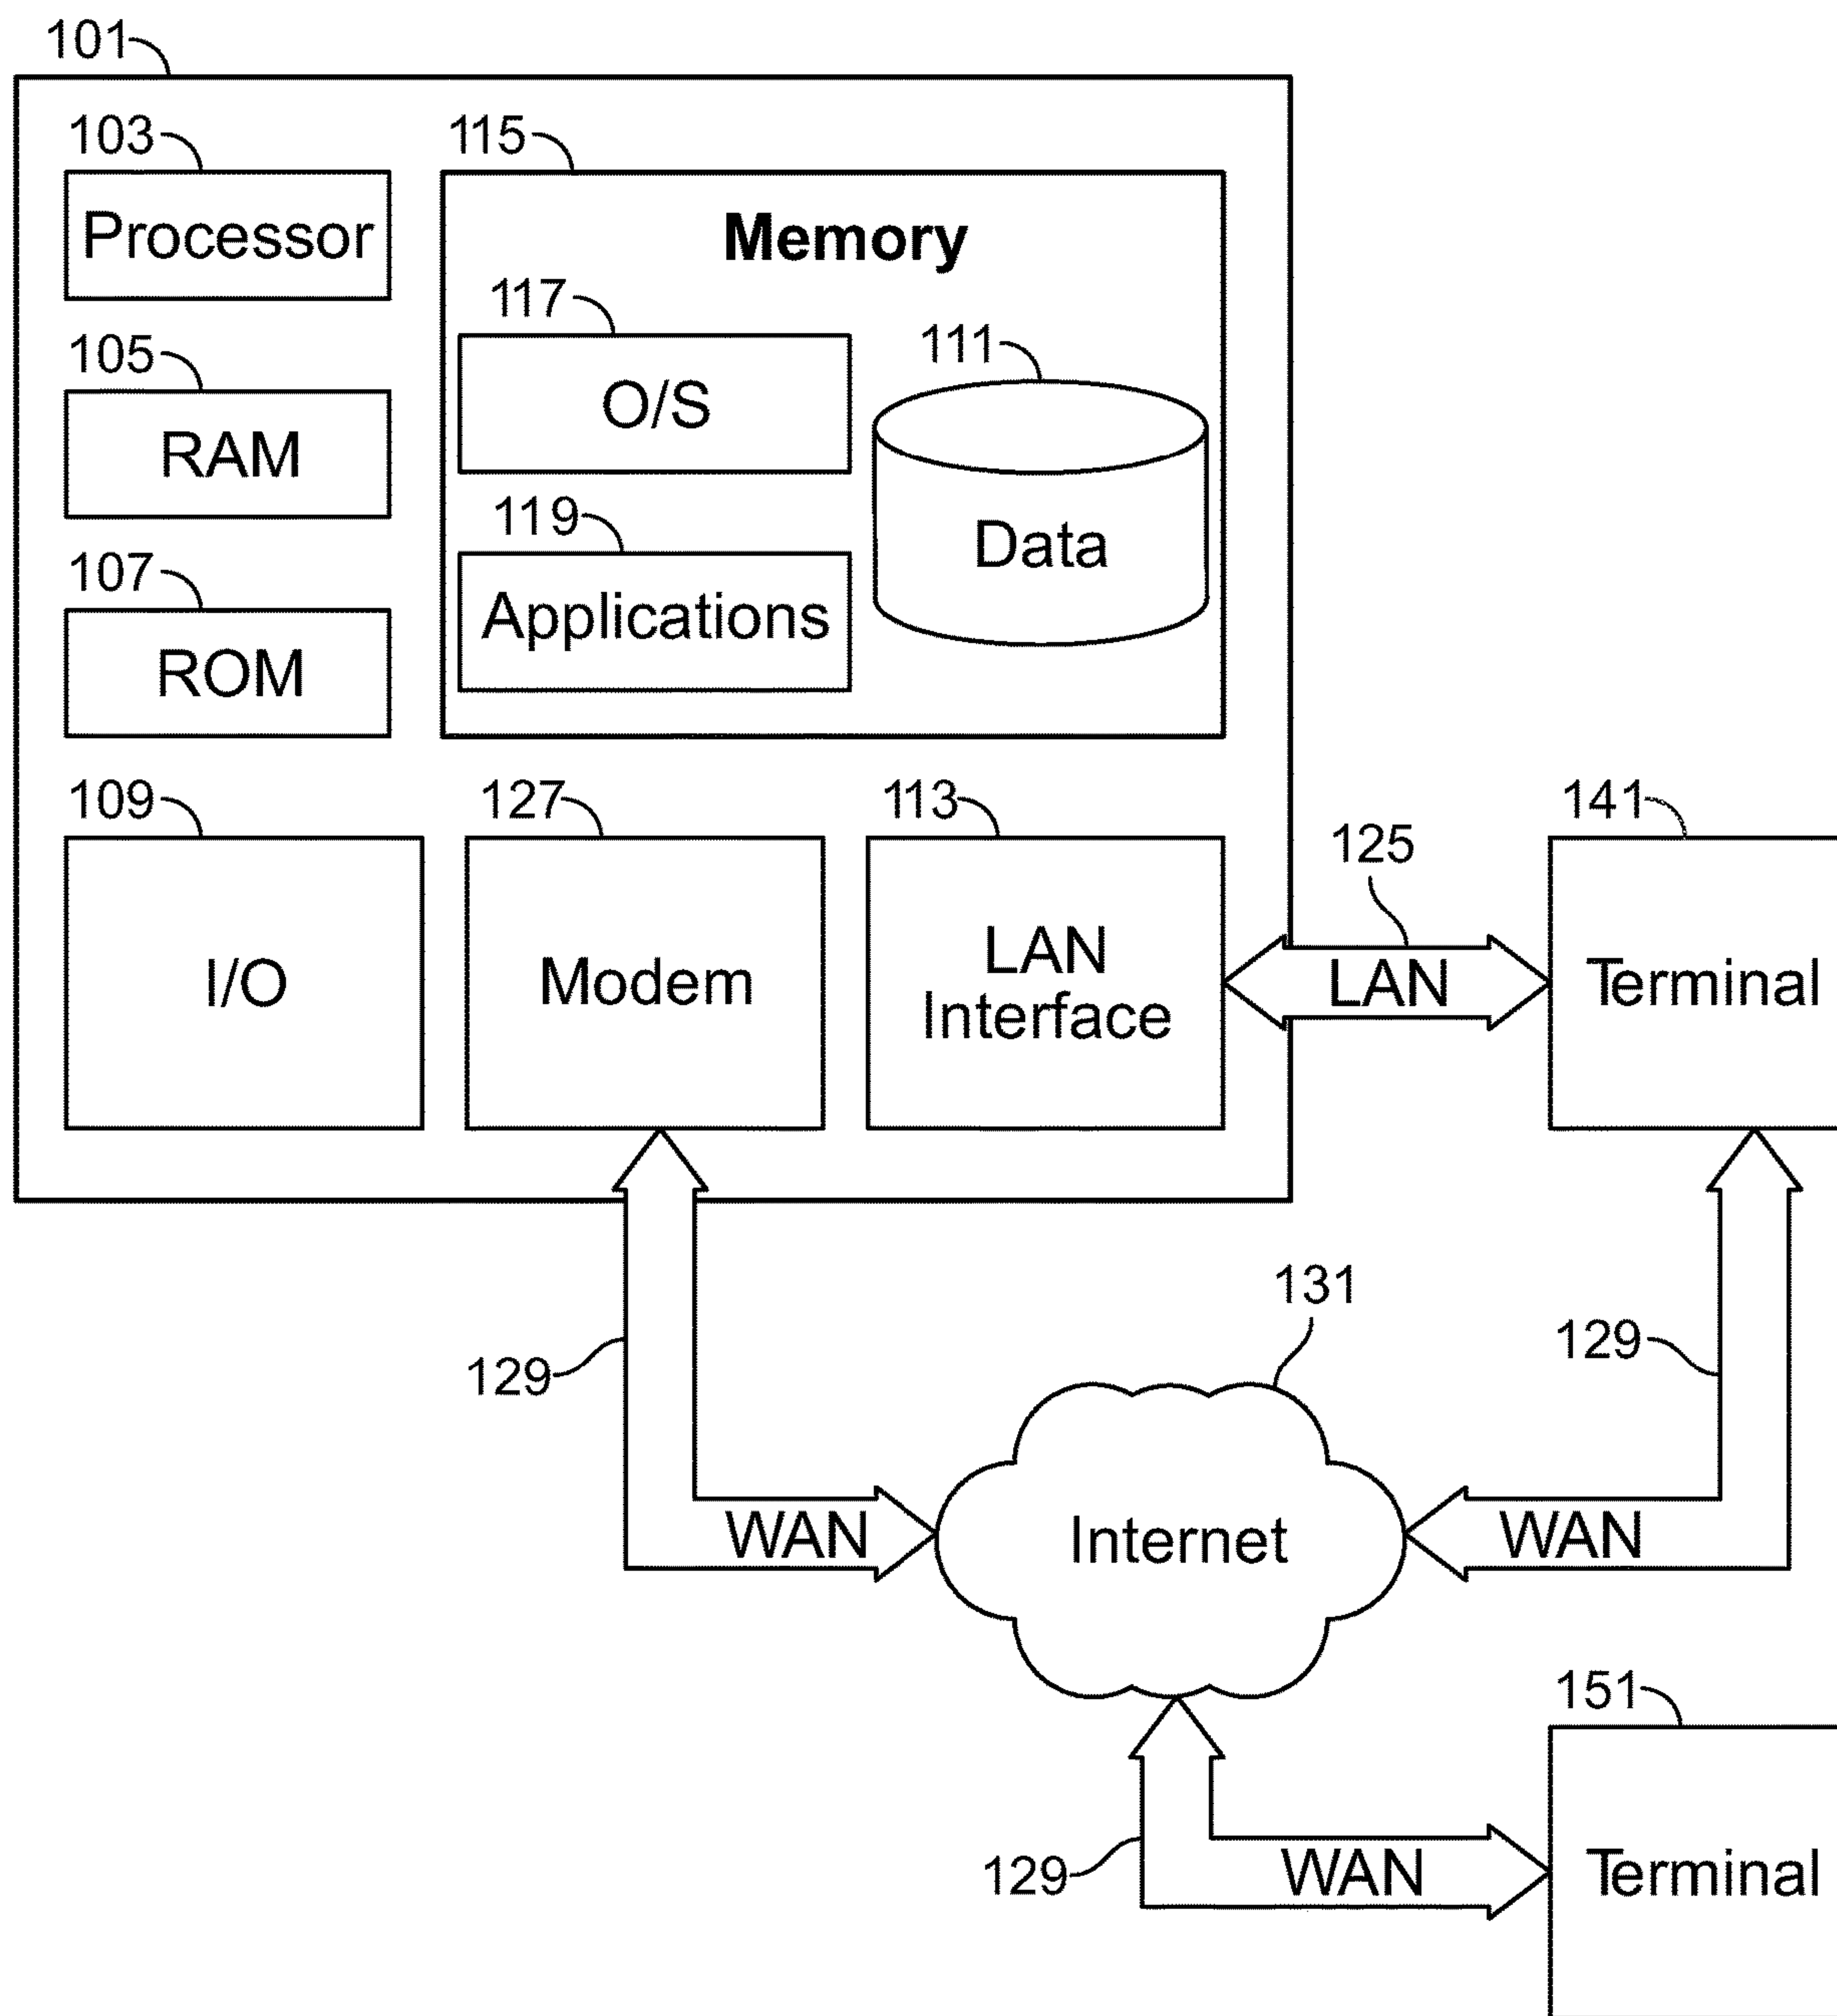 101
103
Processor
105
RAM
107
ROM
115
Memory
117
O/S
119
Applications
111
Data
109
I/O
127
Modem
113
LAN
Interface
125
LAN
141
Terminal
129
WAN
131
Internet
129
WAN
129
WAN
151
Terminal